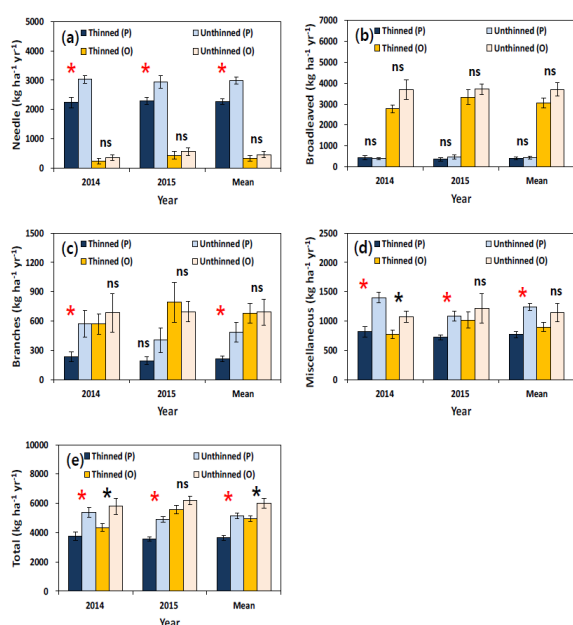 (a)
Thinned (P) Unthinned (P)
Thinned (O) Unthinned (O)
Needle (kg ha⁻¹ yr⁻¹)
5000
4000
3000
2000
1000
0
* * *
ns ns ns
2014 2015 Mean
Year
(b)
Thinned (P) Unthinned (P)
Thinned (O) Unthinned (O)
Broadleaved (kg ha⁻¹ yr⁻¹)
7000
6000
5000
4000
3000
2000
1000
0
ns ns ns
ns ns ns
2014 2015 Mean
Year
(c)
Thinned (P) Unthinned (P)
Thinned (O) Unthinned (O)
Branches (kg ha⁻¹ yr⁻¹)
1500
1200
900
600
300
0
* ns ns ns * ns
2014 2015 Mean
Year
(d)
Thinned (P) Unthinned (P)
Thinned (O) Unthinned (O)
Miscellaneous (kg ha⁻¹ yr⁻¹)
2500
2000
1500
1000
500
0
* * * ns * ns
2014 2015 Mean
Year
(e)
Thinned (P) Unthinned (P)
Thinned (O) Unthinned (O)
Total (kg ha⁻¹ yr⁻¹)
10000
8000
6000
4000
2000
0
* * * ns * *
2014 2015 Mean
Year